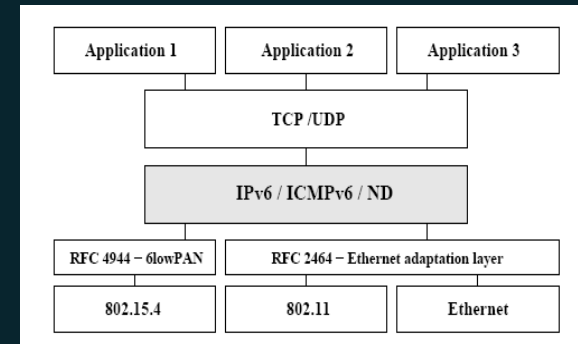 Application 1
Application 2
Application 3
TCP /UDP
IPv6 / ICMPv6 / ND
RFC 4944 – 6lowPAN
RFC 2464 – Ethernet adaptation layer
802.15.4
802.11
Ethernet